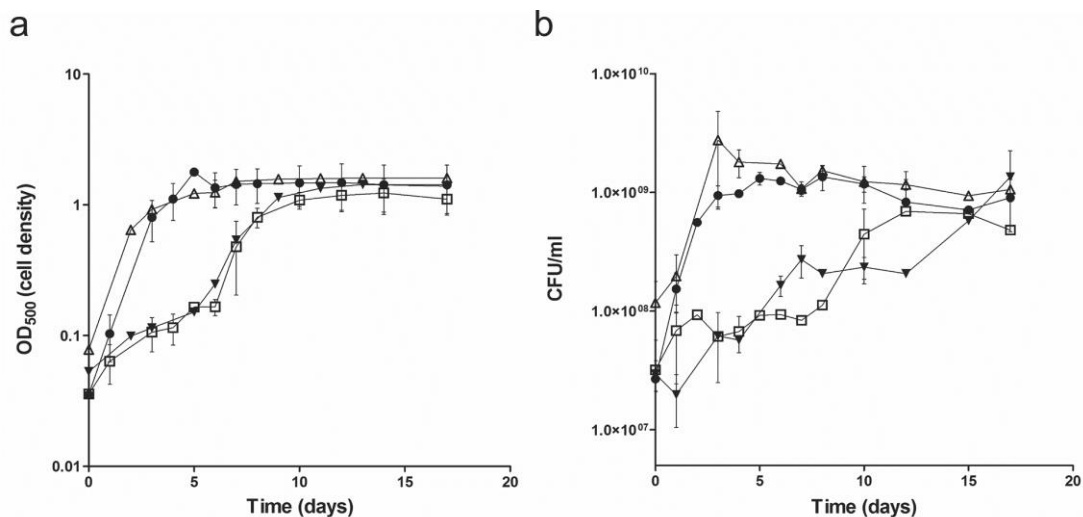 a
10
1
0.1
0.01
OD₅₀₀ (cell density)
0 5 10 15 20
Time (days)
b
1.0×10¹⁰
1.0×10⁰⁹
1.0×10⁰⁸
1.0×10⁰⁷
CFU/ml
0 5 10 15 20
Time (days)